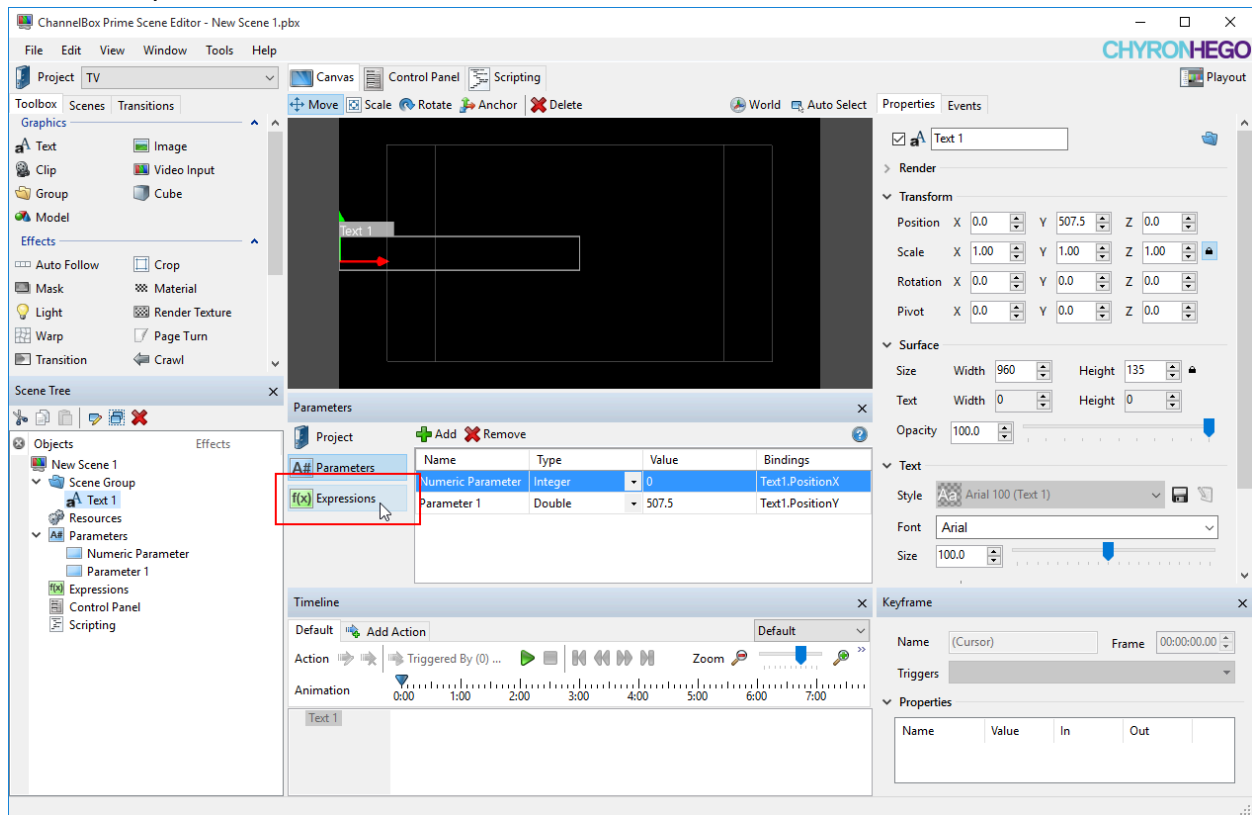 ChannelBox Prime Scene Editor - New Scene 1.pbx
File Edit View Window Tools Help
CHYRONHEGO
Project TV
Canvas Control Panel Scripting
Playout
Toolbox Scenes Transitions
Move Scale Rotate Anchor Delete World Auto Select
Properties Events
Graphics
Text Image
Clip Video Input
Group Cube
Model
Effects
Auto Follow Crop
Mask Material
Light Render Texture
Warp Page Turn
Transition Crawl
Text 1
Text 1
Render
Transform
Position X 0.0 Y 507.5 Z 0.0
Scale X 1.00 Y 1.00 Z 1.00
Rotation X 0.0 Y 0.0 Z 0.0
Pivot X 0.0 Y 0.0 Z 0.0
Surface
Size Width 960 Height 135
Text Width 0 Height 0
Opacity 100.0
Text
Style Aa Arial 100 (Text 1)
Font Arial
Size 100.0
Scene Tree
Objects Effects
New Scene 1
Scene Group
Text 1
Resources
Parameters
Numeric Parameter
Parameter 1
Expressions
Control Panel
Scripting
Parameters
Project Add Remove
A# Parameters
f(x) Expressions
Name Type Value Bindings
Numeric Parameter Integer 0 Text1.PositionX
Parameter 1 Double 507.5 Text1.PositionY
Timeline
Default Add Action Default
Action Triggered By (0) ... Zoom
Animation 0:00 1:00 2:00 3:00 4:00 5:00 6:00 7:00
Text 1
Keyframe
Name (Cursor) Frame 00:00:00.00
Triggers
Properties
Name Value In Out